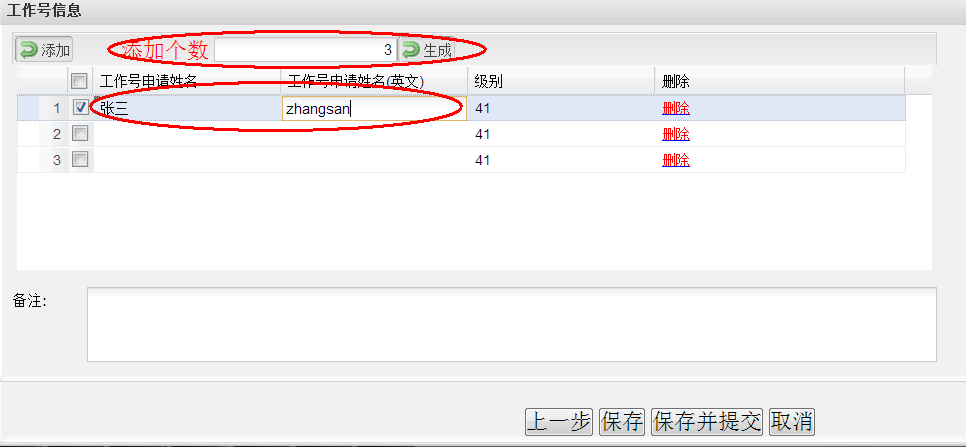 工作号信息
添加 添加个数 3 生成
工作号申请姓名 工作号申请姓名(英文) 级别 删除
1 张三 zhangsan 41 删除
2 41 删除
3 41 删除
备注:
上一步 保存 保存并提交 取消